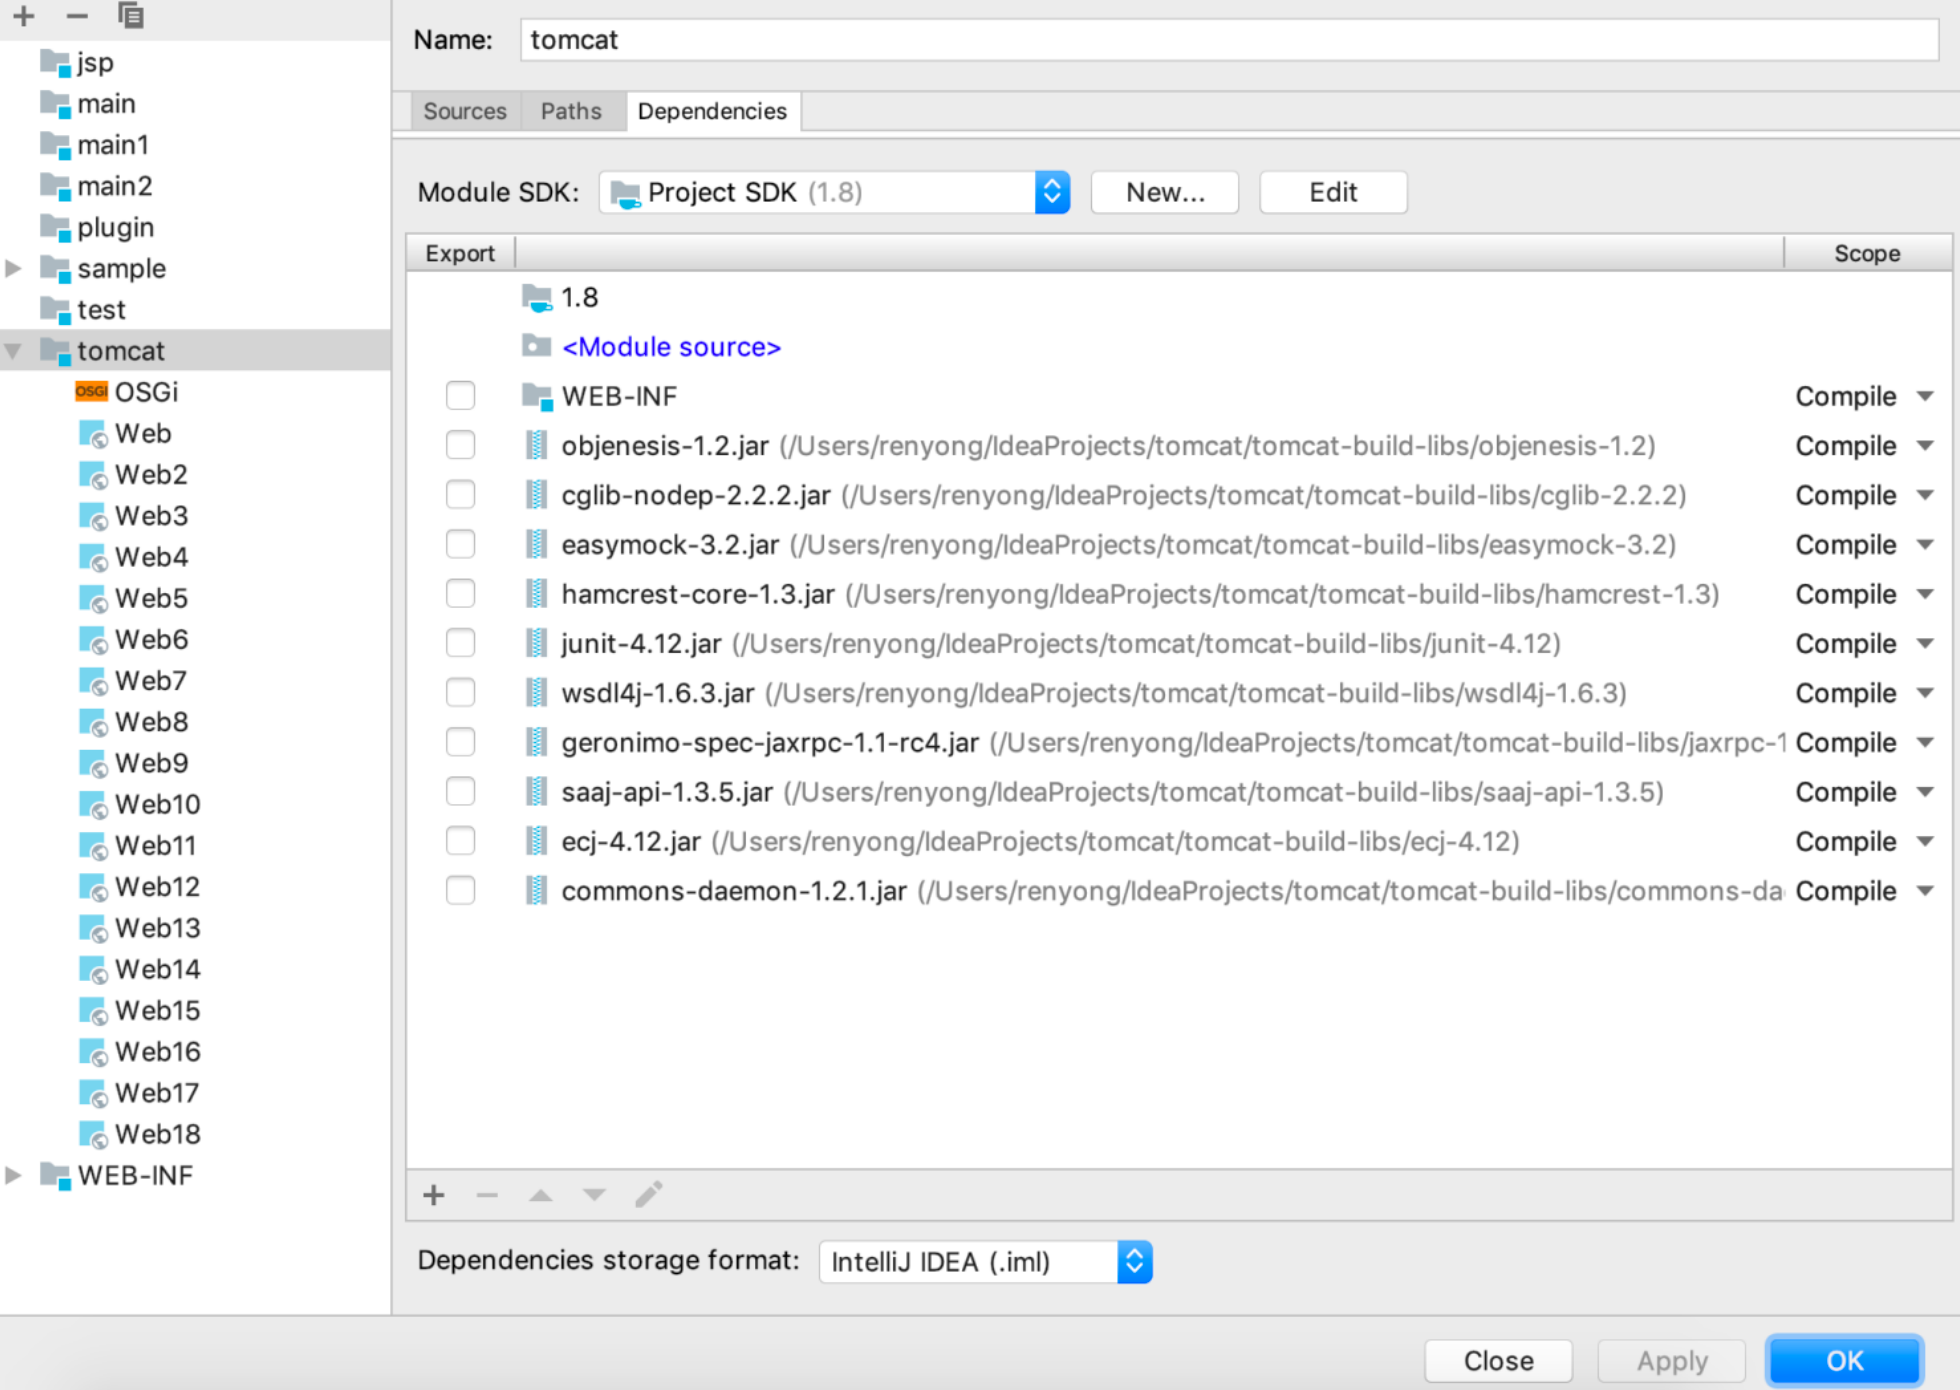 jsp
main
main1
main2
plugin
sample
test
tomcat
OSGi OSGi
Web
Web2
Web3
Web4
Web5
Web6
Web7
Web8
Web9
Web10
Web11
Web12
Web13
Web14
Web15
Web16
Web17
Web18
WEB-INF
Name: tomcat
Sources Paths Dependencies
Module SDK: Project SDK (1.8) New... Edit
Export Scope
1.8
<Module source>
WEB-INF Compile
objenesis-1.2.jar (/Users/renyong/IdeaProjects/tomcat/tomcat-build-libs/objenesis-1.2) Compile
cglib-nodep-2.2.2.jar (/Users/renyong/IdeaProjects/tomcat/tomcat-build-libs/cglib-2.2.2) Compile
easymock-3.2.jar (/Users/renyong/IdeaProjects/tomcat/tomcat-build-libs/easymock-3.2) Compile
hamcrest-core-1.3.jar (/Users/renyong/IdeaProjects/tomcat/tomcat-build-libs/hamcrest-1.3) Compile
junit-4.12.jar (/Users/renyong/IdeaProjects/tomcat/tomcat-build-libs/junit-4.12) Compile
wsdl4j-1.6.3.jar (/Users/renyong/IdeaProjects/tomcat/tomcat-build-libs/wsdl4j-1.6.3) Compile
geronimo-spec-jaxrpc-1.1-rc4.jar (/Users/renyong/IdeaProjects/tomcat/tomcat-build-libs/jaxrpc-1 Compile
saaj-api-1.3.5.jar (/Users/renyong/IdeaProjects/tomcat/tomcat-build-libs/saaj-api-1.3.5) Compile
ecj-4.12.jar (/Users/renyong/IdeaProjects/tomcat/tomcat-build-libs/ecj-4.12) Compile
commons-daemon-1.2.1.jar (/Users/renyong/IdeaProjects/tomcat/tomcat-build-libs/commons-da Compile
Dependencies storage format: IntelliJ IDEA (.iml)
Close Apply OK